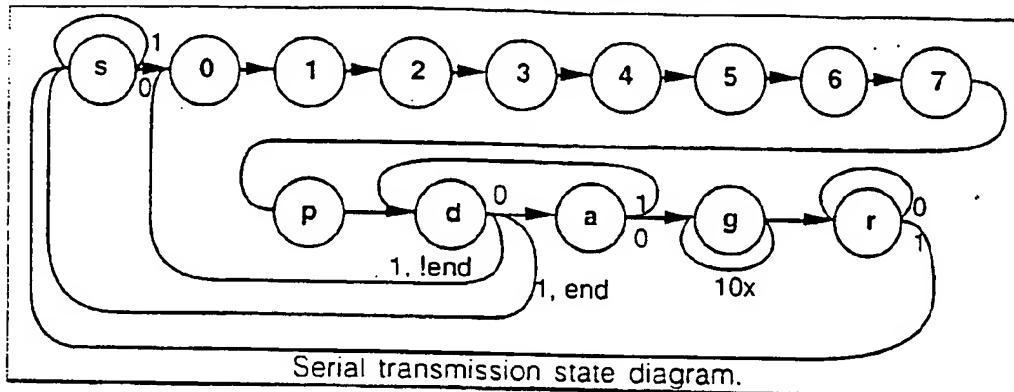 1
s 0 1 2 3 4 5 6 7
0
0 1 0
p d a g r
0 1
1, !end
1, end 10x
Serial transmission state diagram.